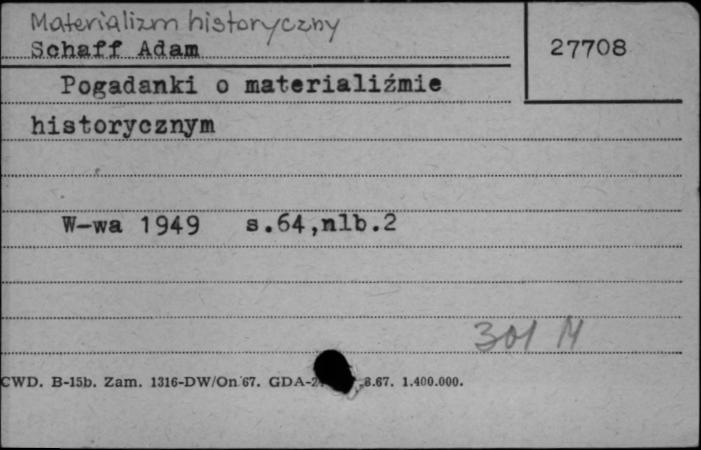 Materializm historyczny
Schaff Adam
27708
Pogadanki o materialiźmie
historycznym
W-wa 1949 s.64,nlb.2
301 M
CWD. B-15b. Zam. 1316-DW/On 67. GDA-2 8.67. 1.400.000.